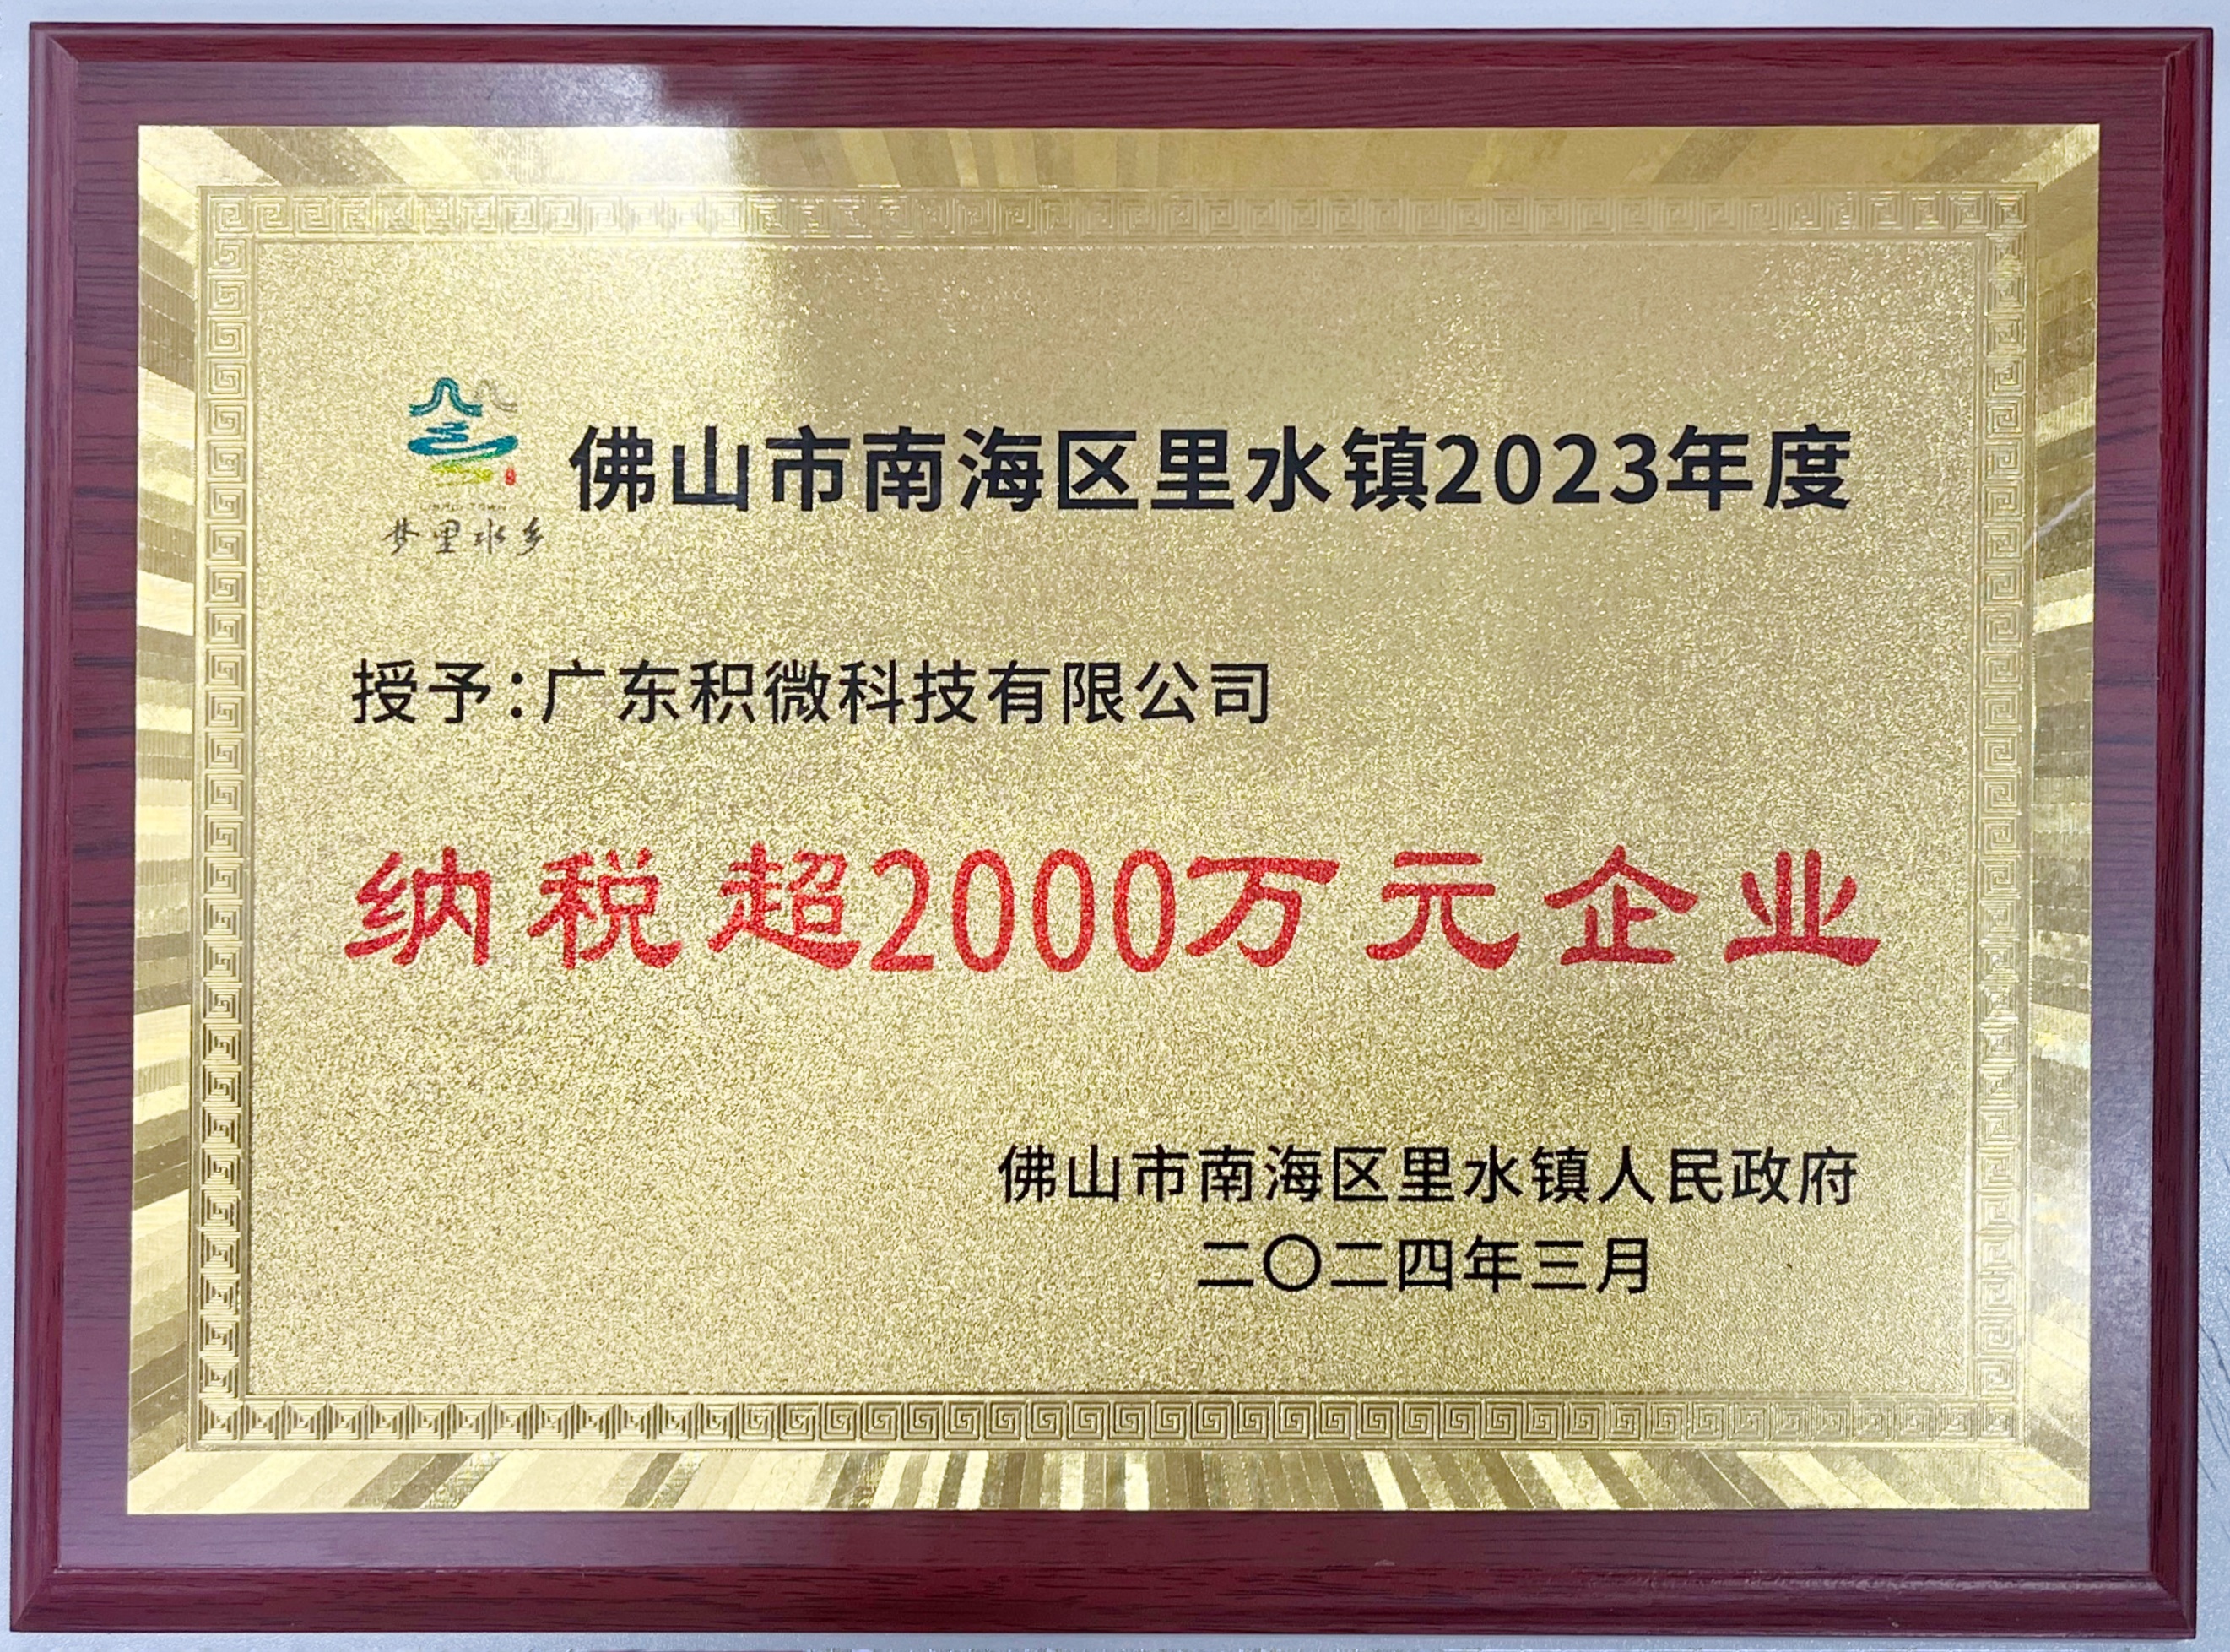 佛山市南海区里水镇2023年度
梦里水乡
授予：广东积微科技有限公司
纳税超2000万元企业
佛山市南海区里水镇人民政府
二〇二四年三月